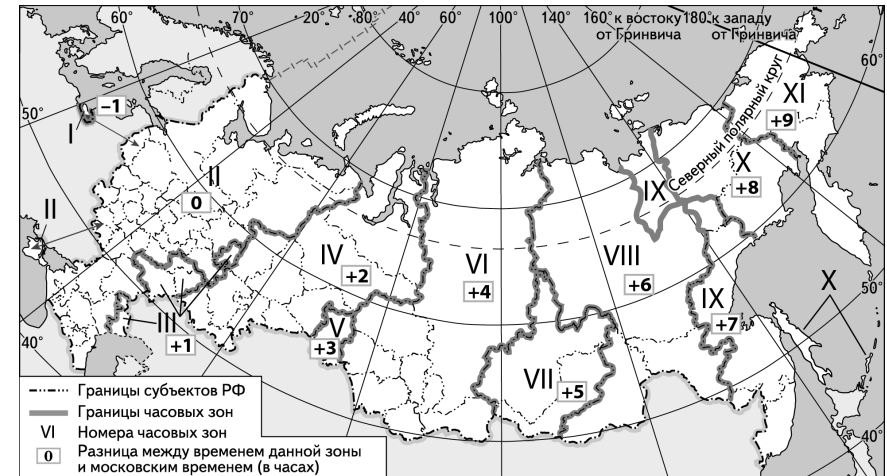 60° 70° 20° 80° 40° 60° 100° 140° 160° к востоку от Гринвича 180° к западу от Гринвича
60°
50°
Северный полярный круг
I
–1
II
II
0
III
+1
IV
+2
V
+3
VI
+4
VII
+5
VIII
+6
IX
IX
+7
X
+8
XI
+9
X
50°
40°
40°
Границы субъектов РФ
Границы часовых зон
VI Номера часовых зон
0 Разница между временем данной зоны
и московским временем (в часах)